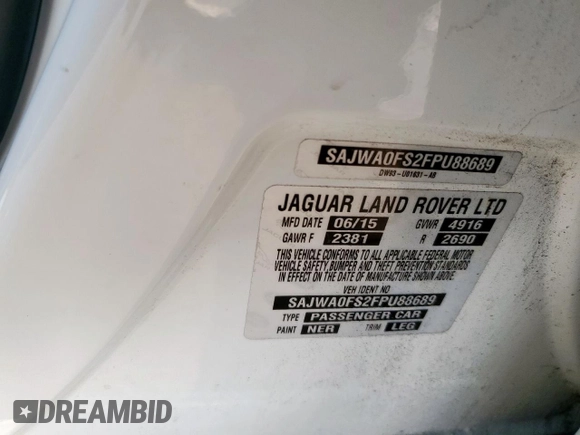 SAJWA0FS2FPU88689
DW93-U01631-AB
JAGUAR LAND ROVER LTD
MFD DATE 06/15 GVWR 4916
GAWR F 2381 R 2690
THIS VEHICLE CONFORMS TO ALL APPLICABLE FEDERAL MOTOR
VEHICLE SAFETY, BUMPER AND THEFT PREVENTION STANDARDS
IN EFFECT ON THE DATE OF MANUFACTURE SHOWN ABOVE.
VEH IDENT NO
SAJWA0FS2FPU88689
TYPE PASSENGER CAR
PAINT NER TRIM LEG
DREAMBID